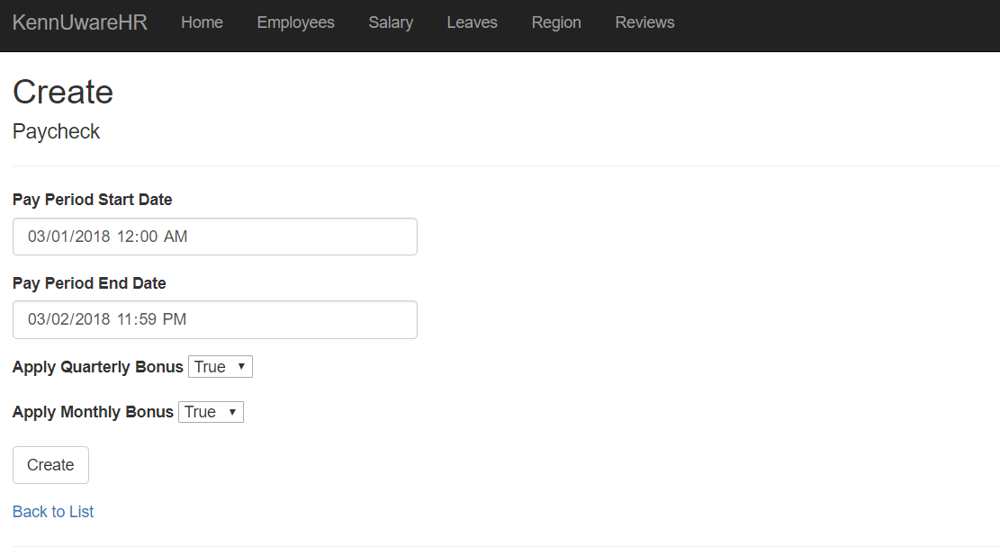 KennUwareHR Home Employees Salary Leaves Region Reviews
Create
Paycheck
Pay Period Start Date
03/01/2018 12:00 AM
Pay Period End Date
03/02/2018 11:59 PM
Apply Quarterly Bonus True
Apply Monthly Bonus True
Create
Back to List